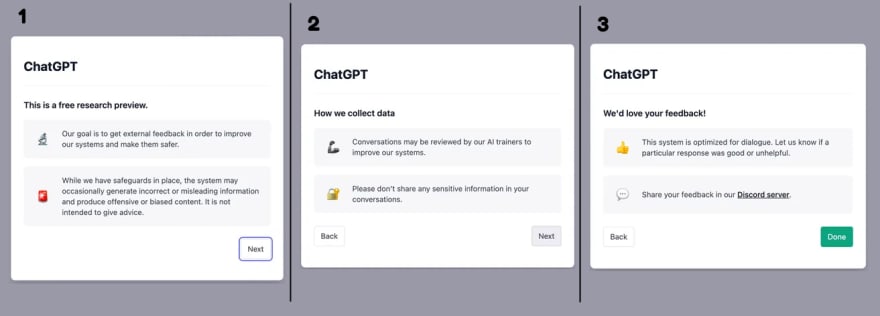 1
ChatGPT
This is a free research preview.
Our goal is to get external feedback in order to improve
our systems and make them safer.
While we have safeguards in place, the system may
occasionally generate incorrect or misleading information
and produce offensive or biased content. It is not
intended to give advice.
Next
2
ChatGPT
How we collect data
Conversations may be reviewed by our AI trainers to
improve our systems.
Please don't share any sensitive information in your
conversations.
Back
Next
3
ChatGPT
We'd love your feedback!
This system is optimized for dialogue. Let us know if a
particular response was good or unhelpful.
Share your feedback in our Discord server.
Back
Done